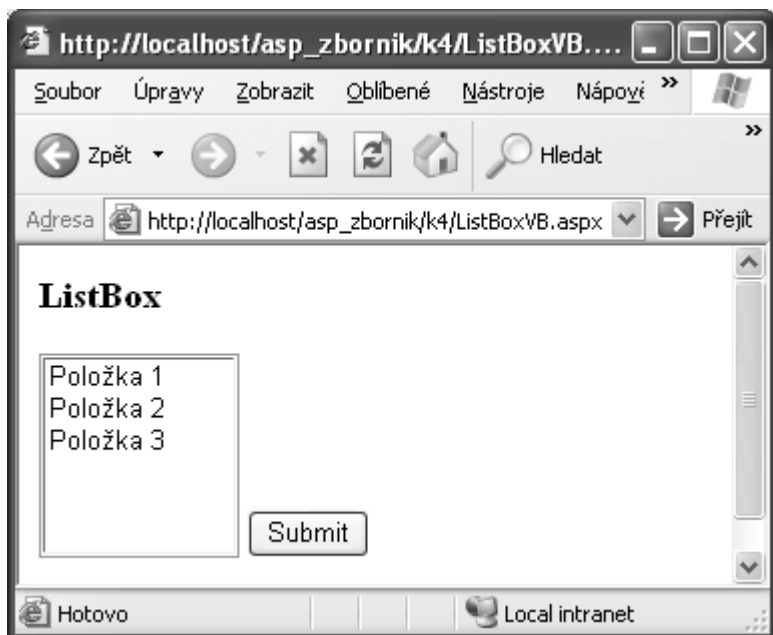 http://localhost/asp_zbornik/k4/ListBoxVB....
Soubor Úpravy Zobrazit Oblíbené Nástroje Nápově »
Zpět Hledat »
Adresa http://localhost/asp_zbornik/k4/ListBoxVB.aspx Přejít
ListBox
Položka 1
Položka 2
Položka 3
Submit
Hotovo Local intranet